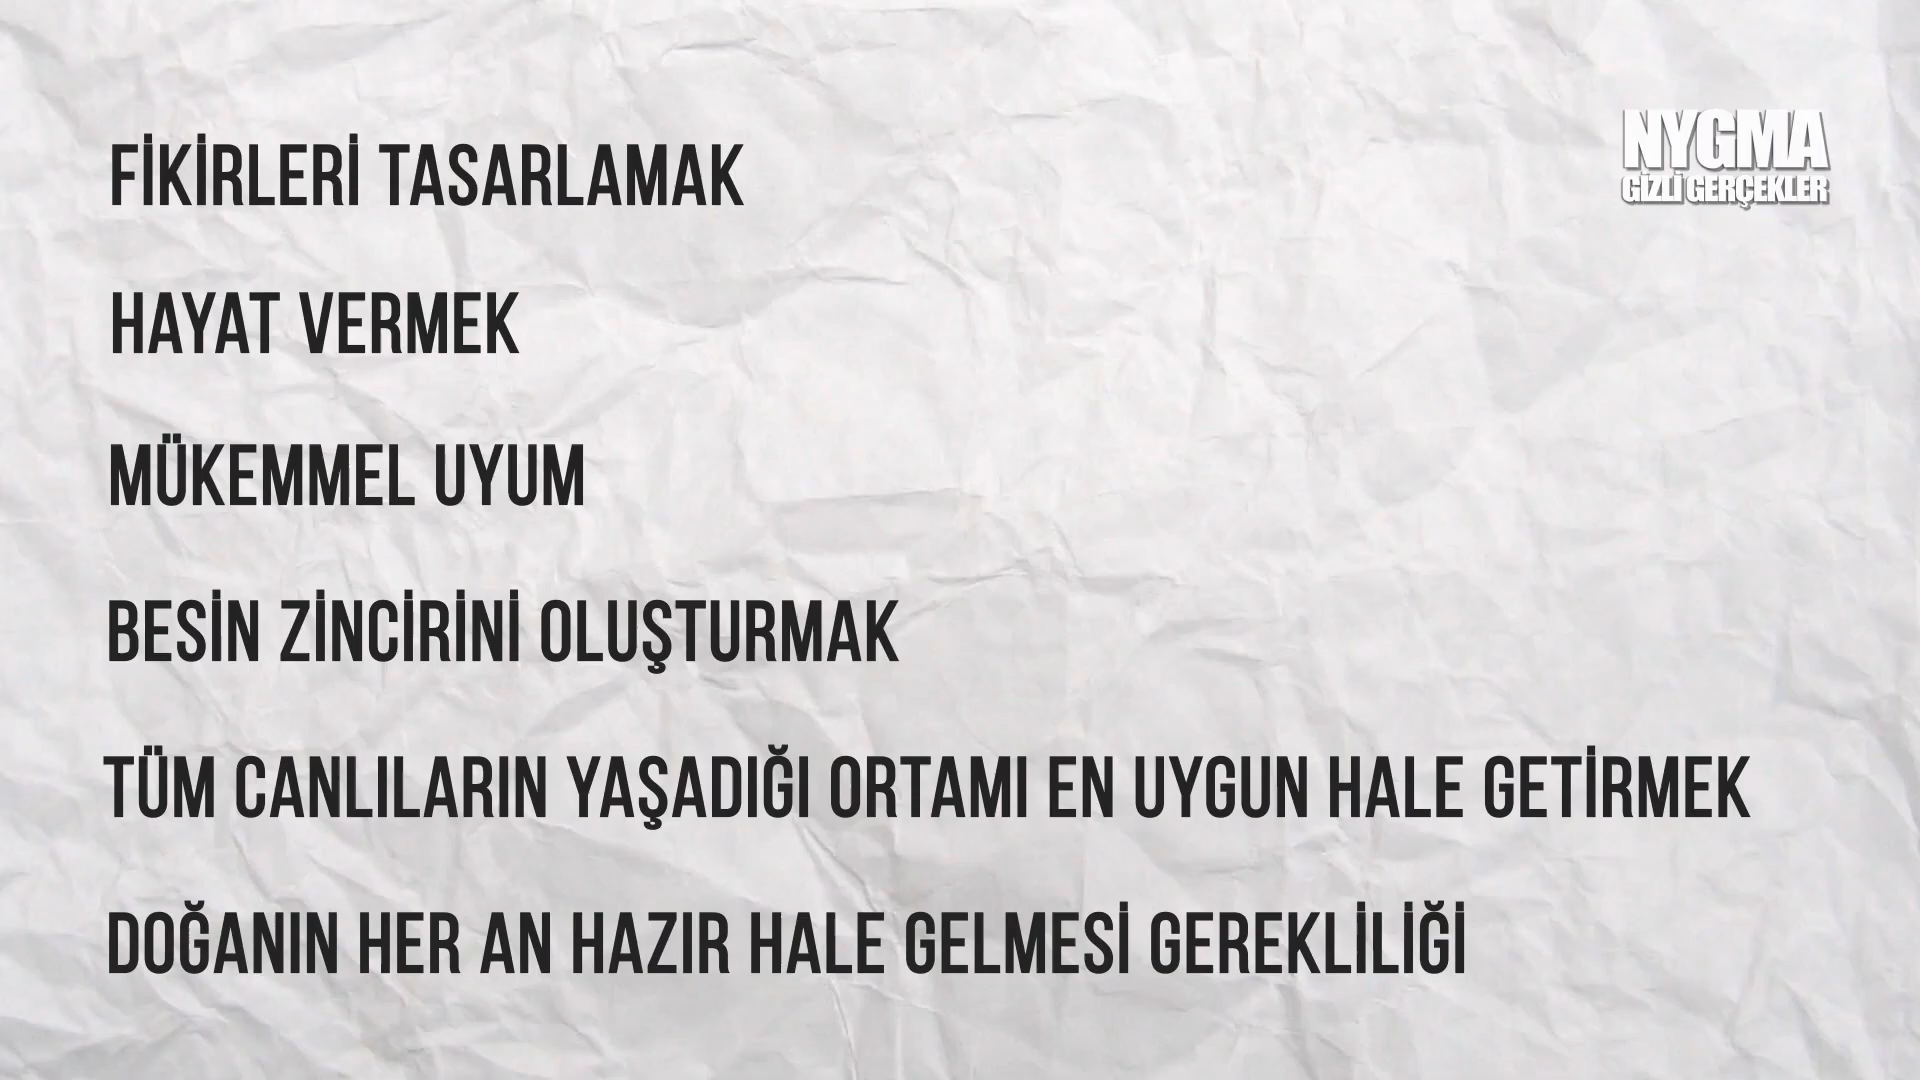 FİKİRLERİ TASARLAMAK
NYGMA
GİZLİ GERÇEKLER
HAYAT VERMEK
MÜKEMMEL UYUM
BESİN ZİNCİRİNİ OLUŞTURMAK
TÜM CANLILARIN YAŞADIĞI ORTAMI EN UYGUN HALE GETİRMEK
DOĞANIN HER AN HAZIR HALE GELMESİ GEREKLİLİĞİ